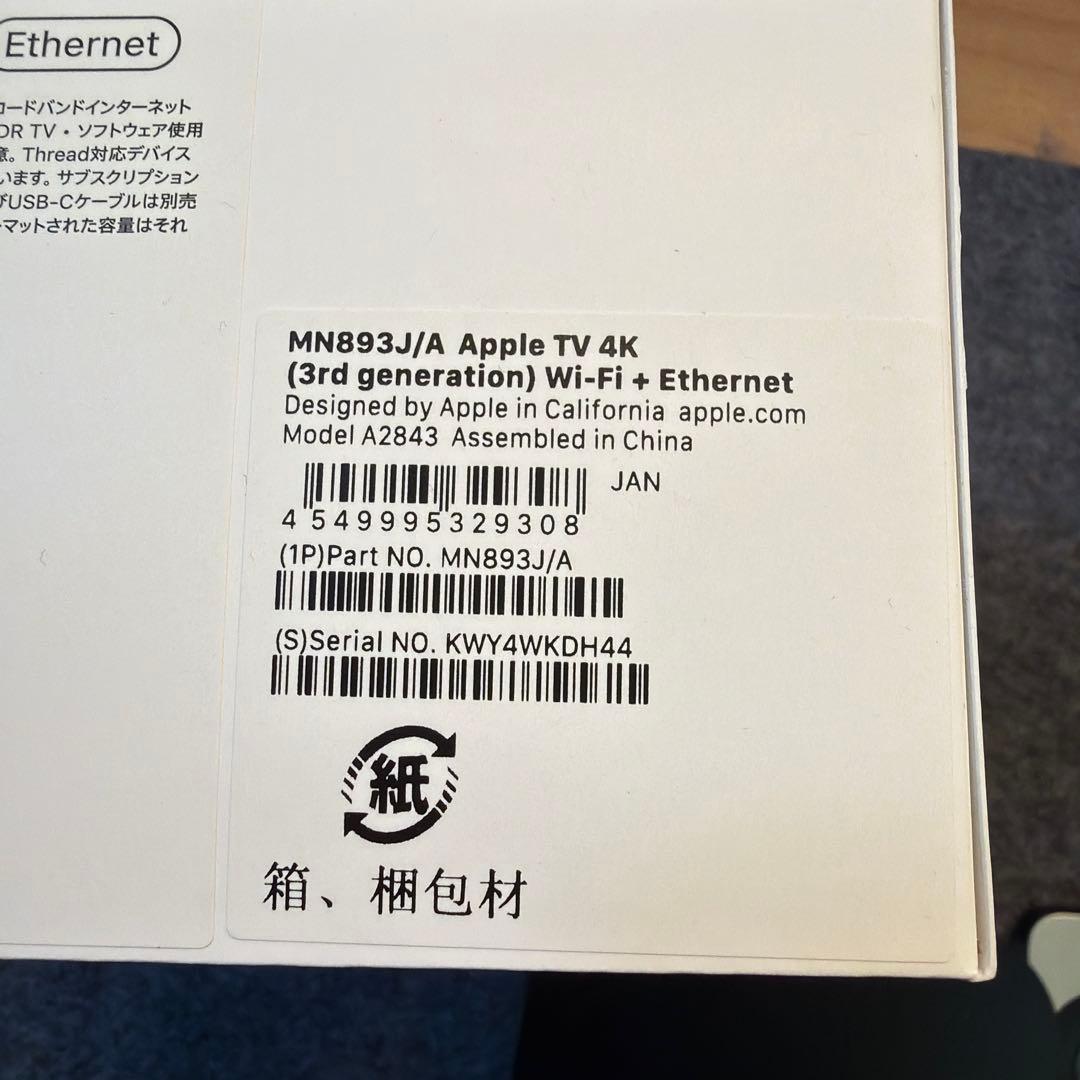 Ethernet
ードバンドインターネット
DR TV・ソフトウェア使用
意。Thread対応デバイス
います。サブスクリプション
びUSB-Cケーブルは別売
ーマットされた容量はそれ
MN893J/A Apple TV 4K
(3rd generation) Wi-Fi + Ethernet
Designed by Apple in California apple.com
Model A2843 Assembled in China
JAN
4 549995 329308
(1P)Part NO. MN893J/A
(S)Serial NO. KWY4WKDH44
紙
箱、梱包材